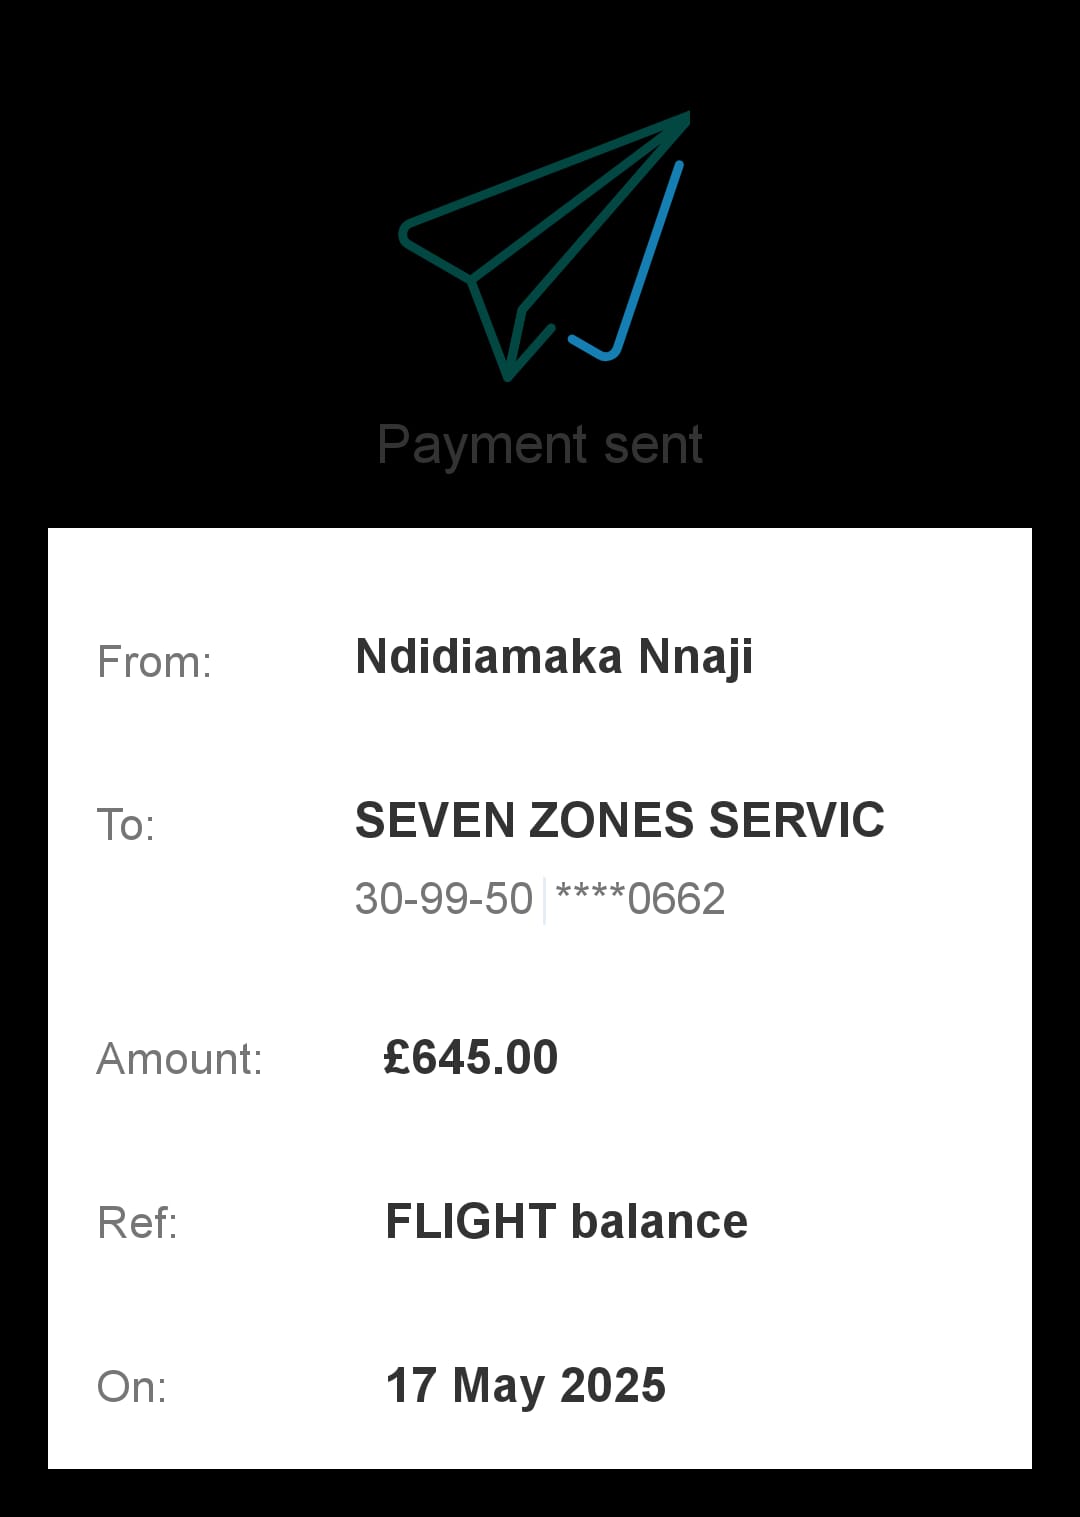 Payment sent
From: Ndidiamaka Nnaji
To: SEVEN ZONES SERVIC
30-99-50 ****0662
Amount: £645.00
Ref: FLIGHT balance
On: 17 May 2025